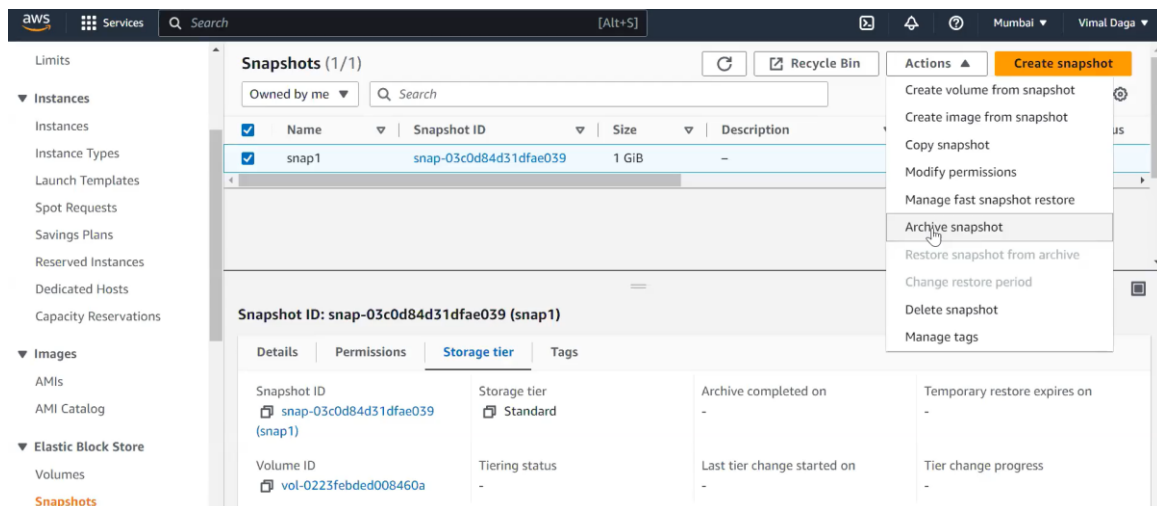 aws Services Search [Alt+S] Mumbai ▼ Vimal Daga ▼
Limits
▼ Instances
Instances
Instance Types
Launch Templates
Spot Requests
Savings Plans
Reserved Instances
Dedicated Hosts
Capacity Reservations
▼ Images
AMIs
AMI Catalog
▼ Elastic Block Store
Volumes
Snapshots
Snapshots (1/1)
Recycle Bin Actions ▲ Create snapshot
Owned by me ▼ Search
Name Snapshot ID Size Description us
snap1 snap-03c0d84d31dfae039 1 GiB –
Create volume from snapshot
Create image from snapshot
Copy snapshot
Modify permissions
Manage fast snapshot restore
Archive snapshot
Restore snapshot from archive
Change restore period
Delete snapshot
Manage tags
Snapshot ID: snap-03c0d84d31dfae039 (snap1)
Details Permissions Storage tier Tags
Snapshot ID
snap-03c0d84d31dfae039
(snap1)
Storage tier
Standard
Archive completed on
-
Temporary restore expires on
-
Volume ID
vol-0223febded008460a
Tiering status
-
Last tier change started on
-
Tier change progress
-